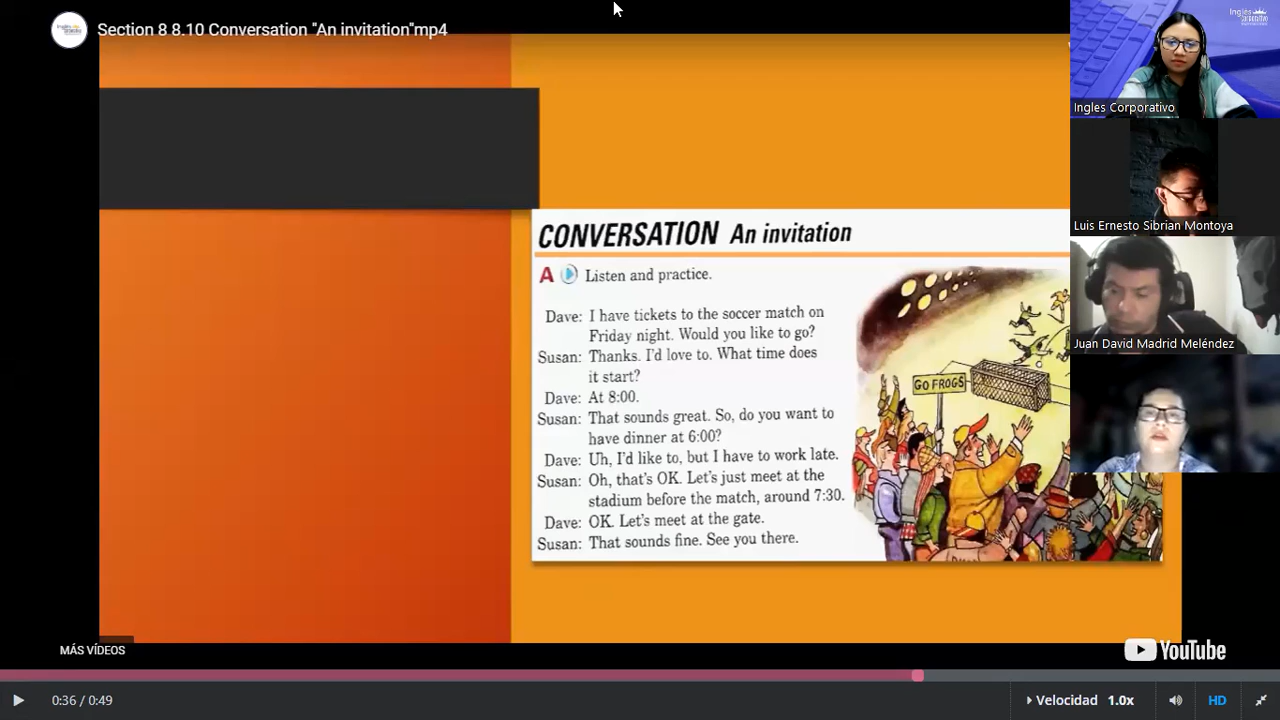 Section 8 8.10 Conversation "An invitation"mp4
Ingles Corporativo
Luis Ernesto Sibrian Montoya
Juan David Madrid Meléndez
CONVERSATION An invitation
A Listen and practice.
Dave: I have tickets to the soccer match on
Friday night. Would you like to go?
Susan: Thanks. I'd love to. What time does
it start?
Dave: At 8:00.
Susan: That sounds great. So, do you want to
have dinner at 6:00?
Dave: Uh, I'd like to, but I have to work late.
Susan: Oh, that's OK. Let's just meet at the
stadium before the match, around 7:30.
Dave: OK. Let's meet at the gate.
Susan: That sounds fine. See you there.
GO FROGS
MÁS VÍDEOS
YouTube
0:36 / 0:49
Velocidad 1.0x
HD